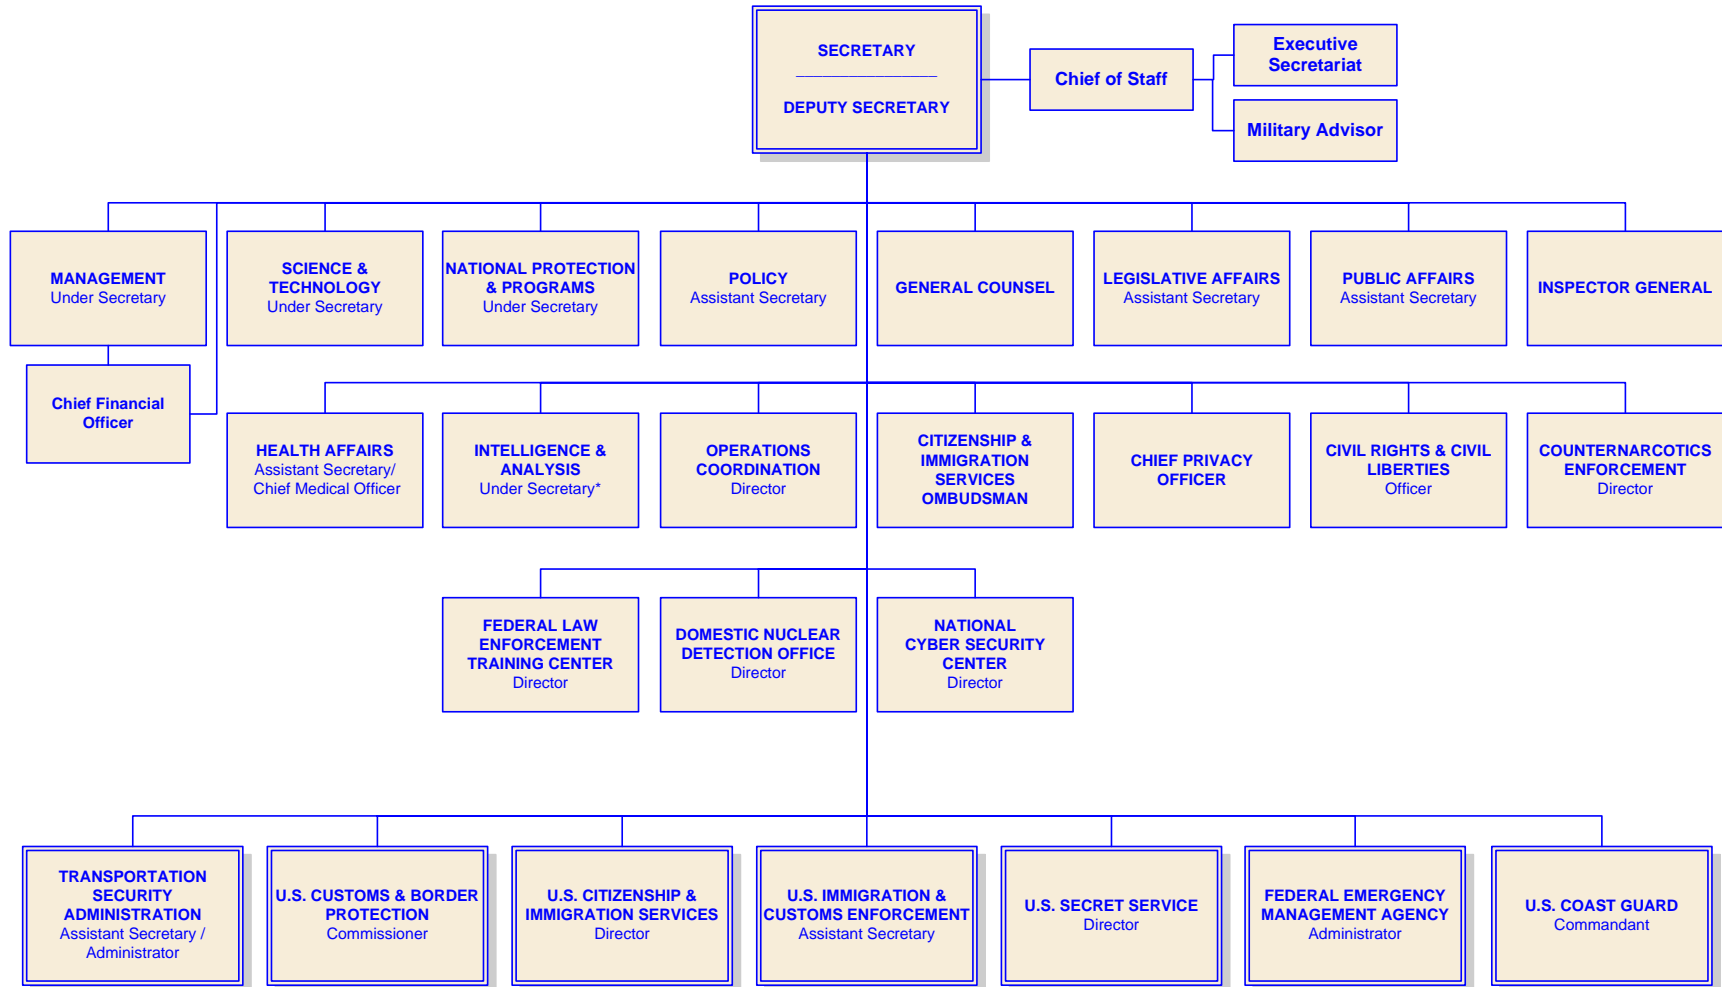 SECRETARY
DEPUTY SECRETARY
Chief of Staff
Executive
Secretariat
Military Advisor
MANAGEMENT
Under Secretary
SCIENCE &
TECHNOLOGY
Under Secretary
NATIONAL PROTECTION
& PROGRAMS
Under Secretary
POLICY
Assistant Secretary
GENERAL COUNSEL
LEGISLATIVE AFFAIRS
Assistant Secretary
PUBLIC AFFAIRS
Assistant Secretary
INSPECTOR GENERAL
Chief Financial
Officer
HEALTH AFFAIRS
Assistant Secretary/
Chief Medical Officer
INTELLIGENCE &
ANALYSIS
Under Secretary*
OPERATIONS
COORDINATION
Director
CITIZENSHIP &
IMMIGRATION
SERVICES
OMBUDSMAN
CHIEF PRIVACY
OFFICER
CIVIL RIGHTS & CIVIL
LIBERTIES
Officer
COUNTERNARCOTICS
ENFORCEMENT
Director
FEDERAL LAW
ENFORCEMENT
TRAINING CENTER
Director
DOMESTIC NUCLEAR
DETECTION OFFICE
Director
NATIONAL
CYBER SECURITY
CENTER
Director
TRANSPORTATION
SECURITY
ADMINISTRATION
Assistant Secretary /
Administrator
U.S. CUSTOMS & BORDER
PROTECTION
Commissioner
U.S. CITIZENSHIP &
IMMIGRATION SERVICES
Director
U.S. IMMIGRATION &
CUSTOMS ENFORCEMENT
Assistant Secretary
U.S. SECRET SERVICE
Director
FEDERAL EMERGENCY
MANAGEMENT AGENCY
Administrator
U.S. COAST GUARD
Commandant